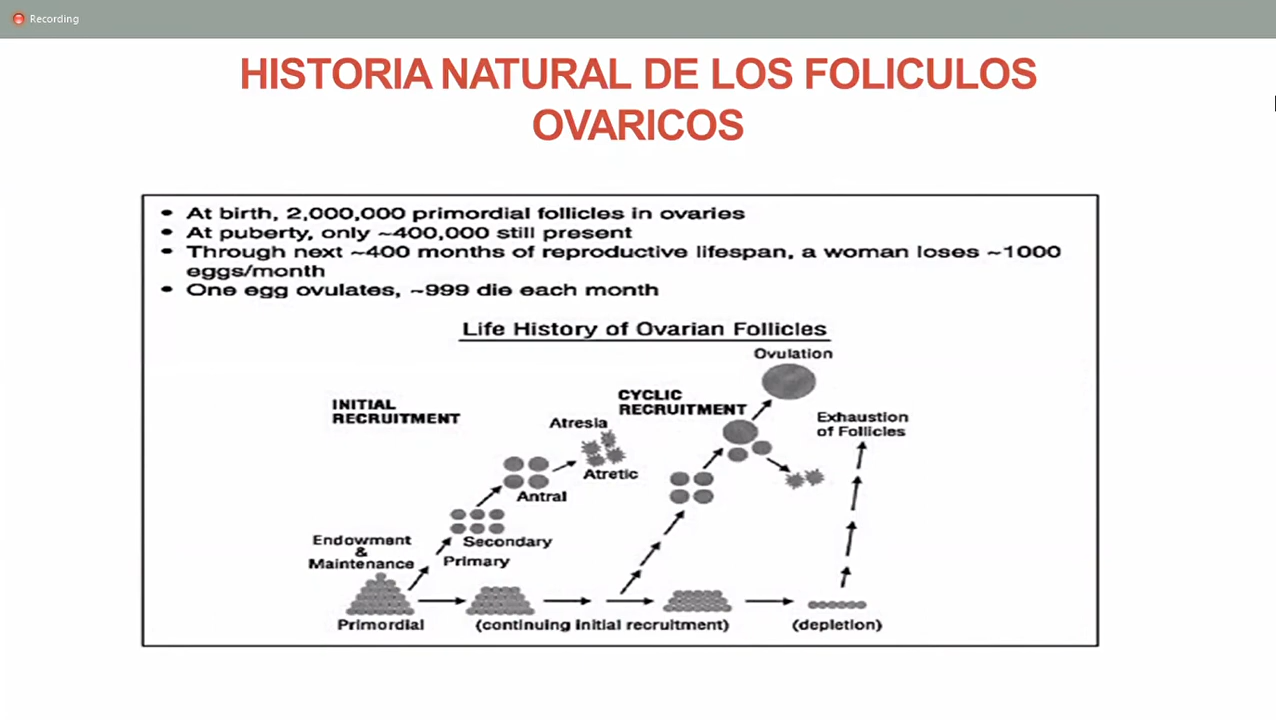 Recording
HISTORIA NATURAL DE LOS FOLICULOS
OVARICOS
• At birth, 2,000,000 primordial follicles in ovaries
• At puberty, only ~400,000 still present
• Through next ~400 months of reproductive lifespan, a woman loses ~1000
eggs/month
• One egg ovulates, ~999 die each month
Life History of Ovarian Follicles
Ovulation
INITIAL
RECRUITMENT
CYCLIC
RECRUITMENT
Exhaustion
of Follicles
Atresia
Atretic
Antral
Secondary
Primary
Endowment
&
Maintenance
Primordial
(continuing initial recruitment)
(depletion)